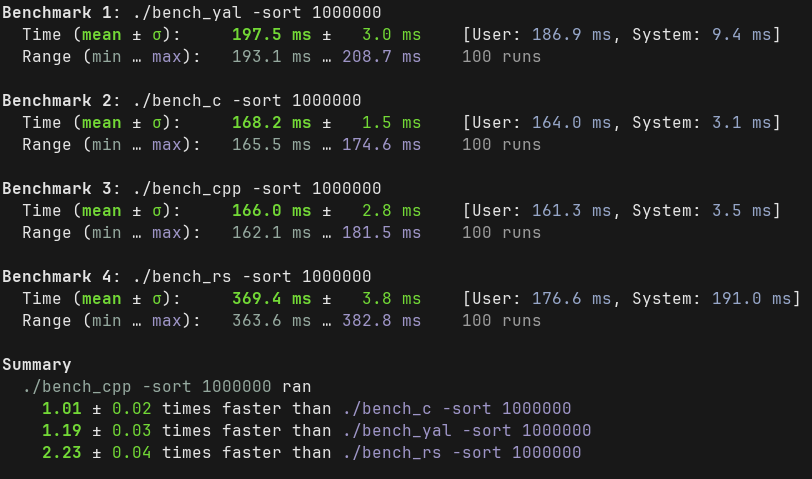 Benchmark 1: ./bench_yal -sort 1000000
  Time (mean ± σ):     197.5 ms ±   3.0 ms    [User: 186.9 ms, System: 9.4 ms]
  Range (min … max):   193.1 ms … 208.7 ms    100 runs

Benchmark 2: ./bench_c -sort 1000000
  Time (mean ± σ):     168.2 ms ±   1.5 ms    [User: 164.0 ms, System: 3.1 ms]
  Range (min … max):   165.5 ms … 174.6 ms    100 runs

Benchmark 3: ./bench_cpp -sort 1000000
  Time (mean ± σ):     166.0 ms ±   2.8 ms    [User: 161.3 ms, System: 3.5 ms]
  Range (min … max):   162.1 ms … 181.5 ms    100 runs

Benchmark 4: ./bench_rs -sort 1000000
  Time (mean ± σ):     369.4 ms ±   3.8 ms    [User: 176.6 ms, System: 191.0 ms]
  Range (min … max):   363.6 ms … 382.8 ms    100 runs

Summary
  ./bench_cpp -sort 1000000 ran
    1.01 ± 0.02 times faster than ./bench_c -sort 1000000
    1.19 ± 0.03 times faster than ./bench_yal -sort 1000000
    2.23 ± 0.04 times faster than ./bench_rs -sort 1000000